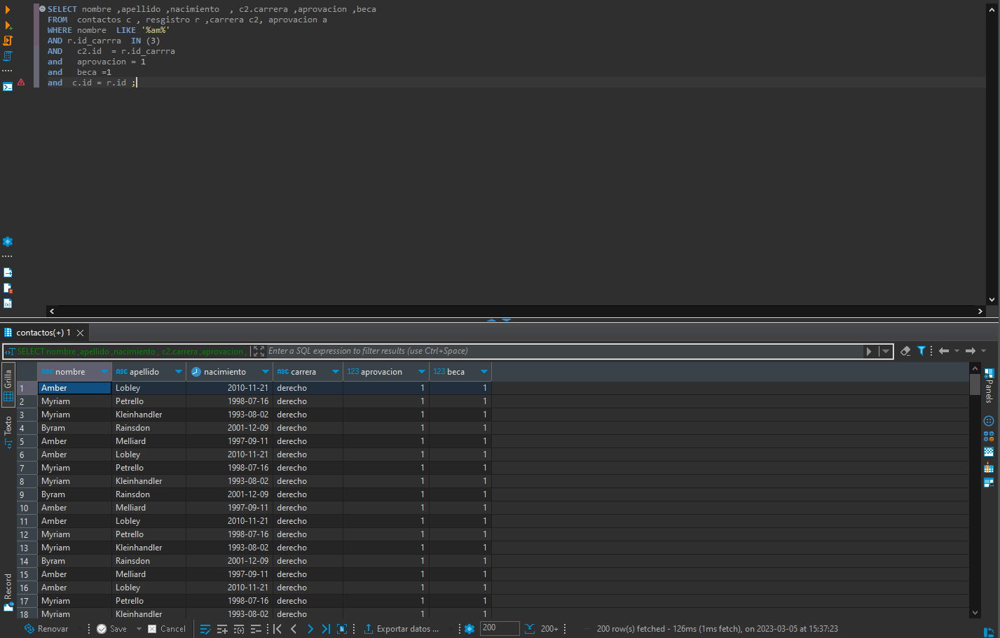 SELECT nombre ,apellido ,nacimiento  , c2.carrera ,aprovacion ,beca
FROM  contactos c , resgistro r ,carrera c2, aprovacion a
WHERE nombre  LIKE '%am%'
AND r.id_carrra  IN (3)
AND   c2.id  = r.id_carrra
and   aprovacion = 1
and   beca =1
and  c.id = r.id ;
contactos(+) 1
SELECT nombre ,apellido ,nacimiento , c2.carrera ,aprovacion Enter a SQL expression to filter results (use Ctrl+Space)
Grilla
Texto
Record
Panels
ABC nombre ABC apellido nacimiento ABC carrera 123 aprovacion 123 beca
1 Amber Lobley 2010-11-21 derecho 1 1
2 Myriam Petrello 1998-07-16 derecho 1 1
3 Myriam Kleinhandler 1993-08-02 derecho 1 1
4 Byram Rainsdon 2001-12-09 derecho 1 1
5 Amber Melliard 1997-09-11 derecho 1 1
6 Amber Lobley 2010-11-21 derecho 1 1
7 Myriam Petrello 1998-07-16 derecho 1 1
8 Myriam Kleinhandler 1993-08-02 derecho 1 1
9 Byram Rainsdon 2001-12-09 derecho 1 1
10 Amber Melliard 1997-09-11 derecho 1 1
11 Amber Lobley 2010-11-21 derecho 1 1
12 Myriam Petrello 1998-07-16 derecho 1 1
13 Myriam Kleinhandler 1993-08-02 derecho 1 1
14 Byram Rainsdon 2001-12-09 derecho 1 1
15 Amber Melliard 1997-09-11 derecho 1 1
16 Amber Lobley 2010-11-21 derecho 1 1
17 Myriam Petrello 1998-07-16 derecho 1 1
18 Myriam Kleinhandler 1993-08-02 derecho 1 1
Renovar Save Cancel Exportar datos ... 200 200+ 200 row(s) fetched - 126ms (1ms fetch), on 2023-03-05 at 15:37:23